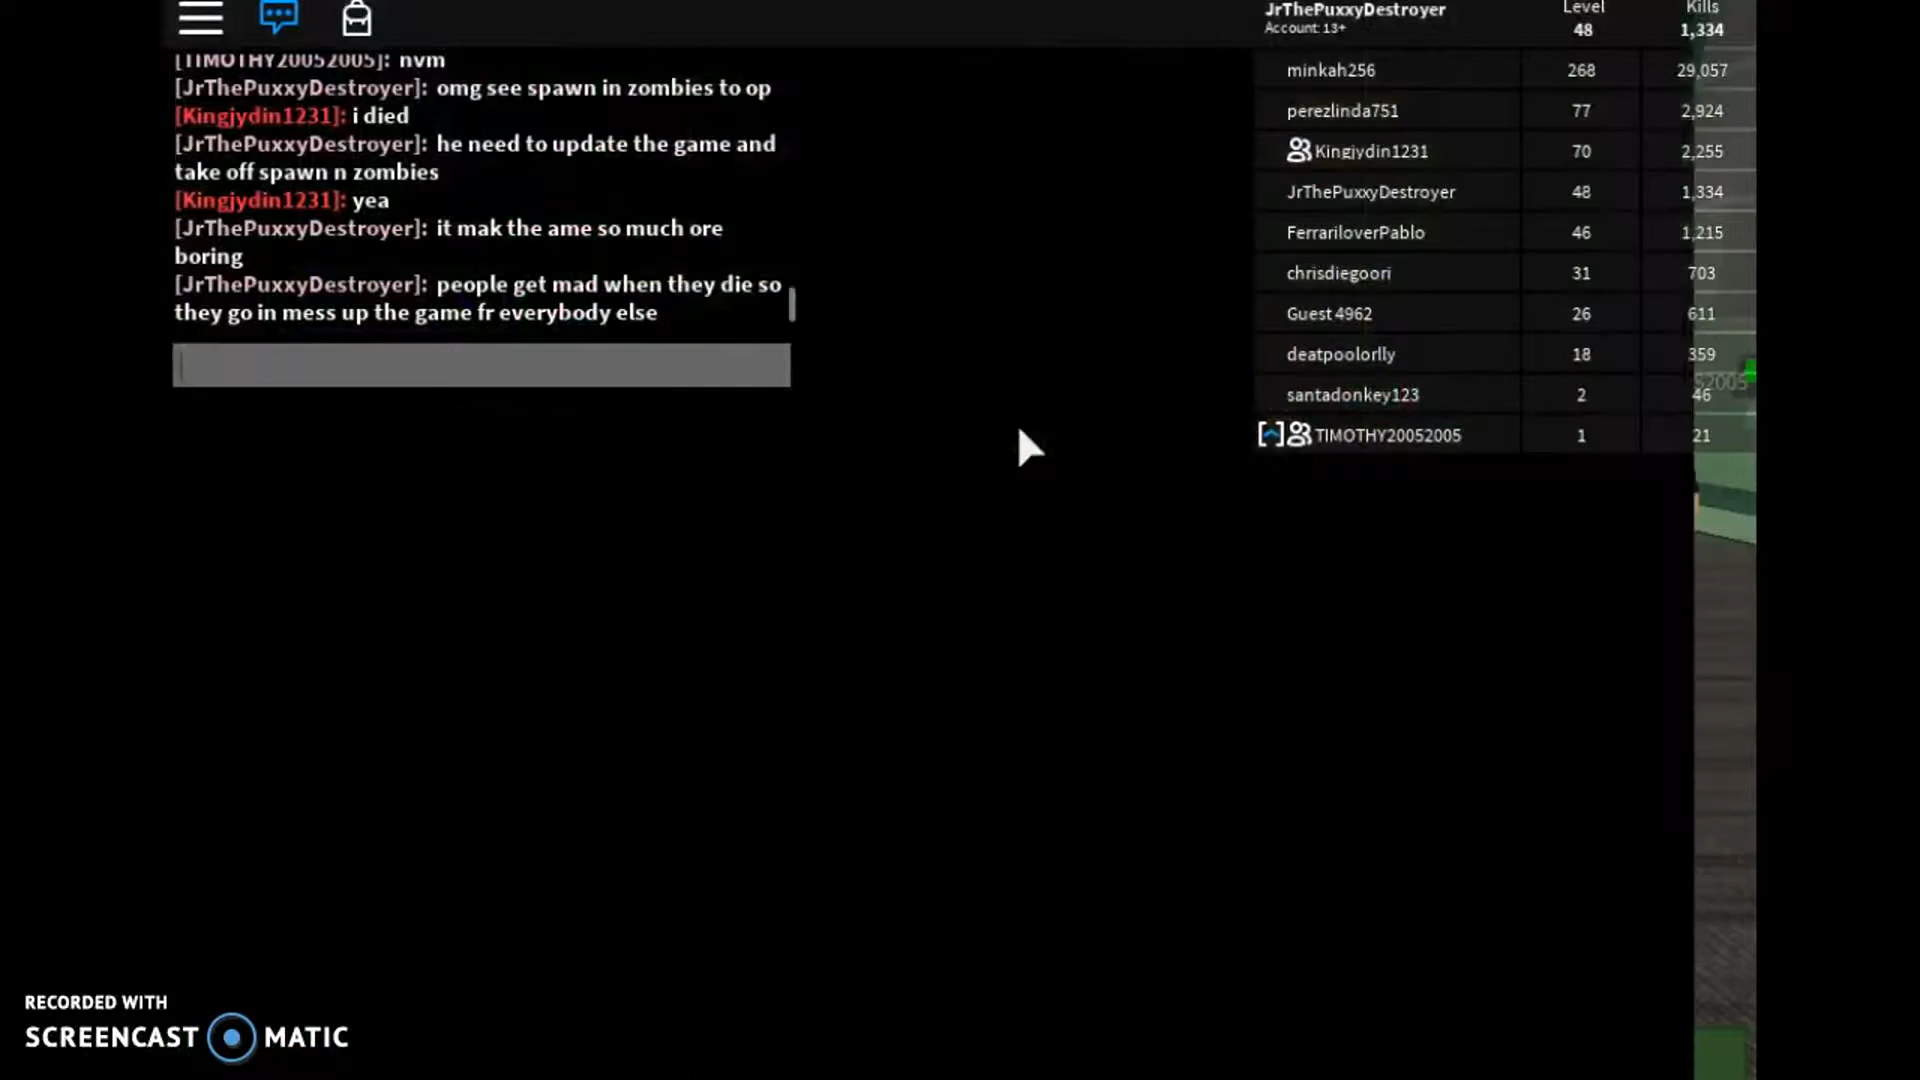 JrThePuxxyDestroyer
Account: 13+
Level
48
Kills
1,334
[TIMOTHY20052005]: nvm
[JrThePuxxyDestroyer]: omg see spawn in zombies to op
[Kingjydin1231]: i died
[JrThePuxxyDestroyer]: he need to update the game and
take off spawn n zombies
[Kingjydin1231]: yea
[JrThePuxxyDestroyer]: it mak the ame so much ore
boring
[JrThePuxxyDestroyer]: people get mad when they die so
they go in mess up the game fr everybody else
minkah256 268 29,057
perezlinda751 77 2,924
Kingjydin1231 70 2,255
JrThePuxxyDestroyer 48 1,334
FerrariloverPablo 46 1,215
chrisdiegoori 31 703
Guest 4962 26 611
deatpoolorlly 18 359
santadonkey123 2 46
TIMOTHY20052005 1 21
RECORDED WITH
SCREENCAST MATIC